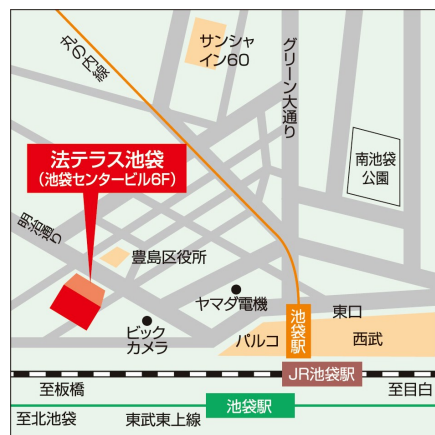 サンシャ
イン60
丸の内線
グリーン大通り
法テラス池袋
(池袋センタービル6F)
南池袋
公園
明治通り
豊島区役所
ヤマダ電機
ビック
カメラ
池袋駅
東口
パルコ
西武
JR池袋駅
至板橋
至目白
池袋駅
至北池袋
東武東上線